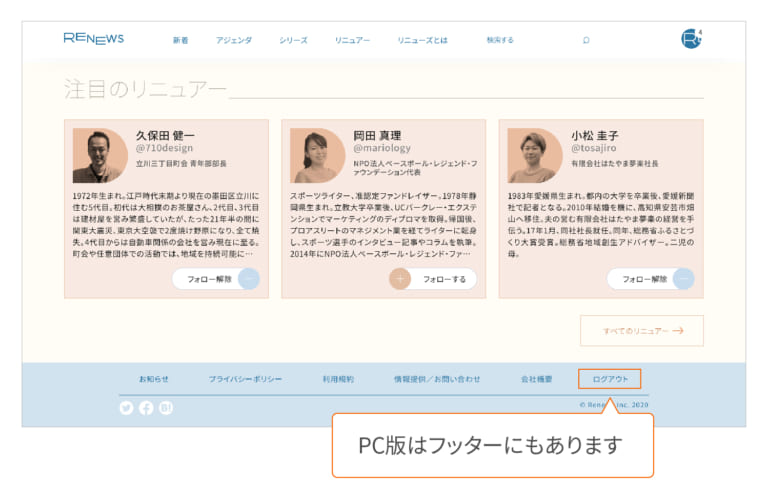 RENEWS
新着 アジェンダ シリーズ リニュアー リニューズとは 検索する
4
注目のリニュアー
久保田 健一
@710design
立川三丁目町会 青年部部長
1972年生まれ。江戸時代末期より現在の墨田区立川に
住む5代目。初代は大相撲のお茶屋さん、2代目、3代目
は建材屋を営み繁盛していたが、たった21年半の間に
関東大震災、東京大空襲で2度焼け野原になり、全て焼
失。4代目からは自動車関係の会社を営み現在に至る。
町会や任意団体での活動では、地域を持続可能に…
フォロー解除
岡田 真理
@mariology
NPO法人ベースボール・レジェンド・フ
ァウンデーション代表
スポーツライター、准認定ファンドレイザー。1978年静
岡県生まれ。立教大学卒業後、UCバークレー・エクステ
ンションでマーケティングのディプロマを取得。帰国後、
プロアスリートのマネジメント業を経てライターに転身
し、スポーツ選手のインタビュー記事やコラムを執筆。
2014年にNPO法人ベースボール・レジェンド・ファ…
フォローする
小松 圭子
@tosajiro
有限会社はたやま夢楽社長
1983年愛媛県生まれ。都内の大学を卒業後、愛媛新聞
社で記者となる。2010年結婚を機に、高知県安芸市畑
山へ移住。夫の営む有限会社はたやま夢楽の経営を手
伝う。17年1月、同社社長就任。同年、総務省ふるさとづ
くり大賞受賞。総務省地域創生アドバイザー。二児の
母。
フォロー解除
すべてのリニュアー →
お知らせ プライバシーポリシー 利用規約 情報提供／お問い合わせ 会社概要 ログアウト
© Renews Inc. 2020
PC版はフッターにもあります